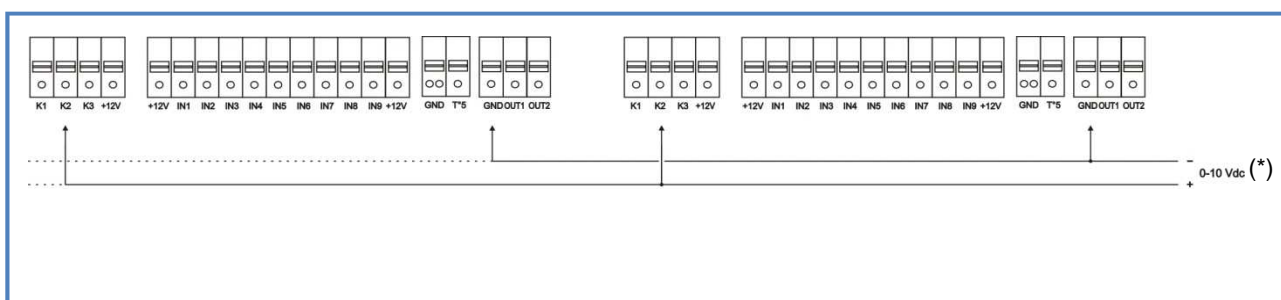 K1 K2 K3 +12V +12V IN1 IN2 IN3 IN4 IN5 IN6 IN7 IN8 IN9 +12V GND T*5 GND OUT1 OUT2 K1 K2 K3 +12V +12V IN1 IN2 IN3 IN4 IN5 IN6 IN7 IN8 IN9 +12V GND T*5 GND OUT1 OUT2
−
0-10 Vdc (*)
+